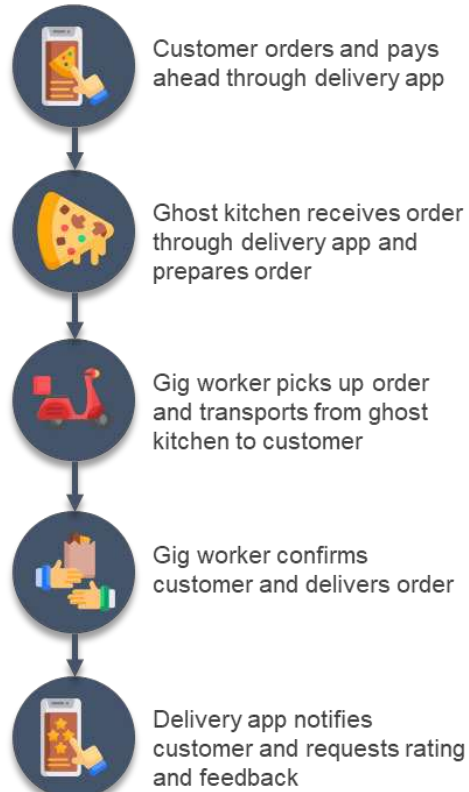 Customer orders and pays
ahead through delivery app
Ghost kitchen receives order
through delivery app and
prepares order
Gig worker picks up order
and transports from ghost
kitchen to customer
Gig worker confirms
customer and delivers order
Delivery app notifies
customer and requests rating
and feedback